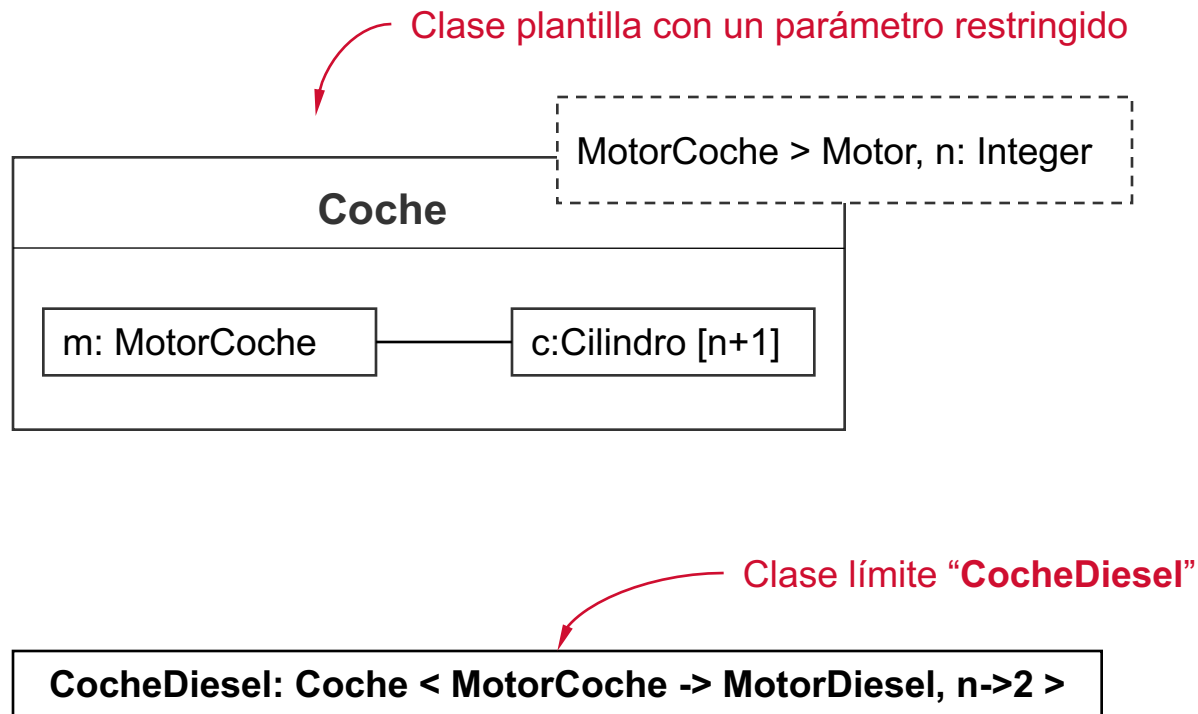 Clase plantilla con un parámetro restringido
MotorCoche > Motor, n: Integer
Coche
m: MotorCoche
c:Cilindro [n+1]
Clase límite “CocheDiesel”
CocheDiesel: Coche < MotorCoche -> MotorDiesel, n->2 >